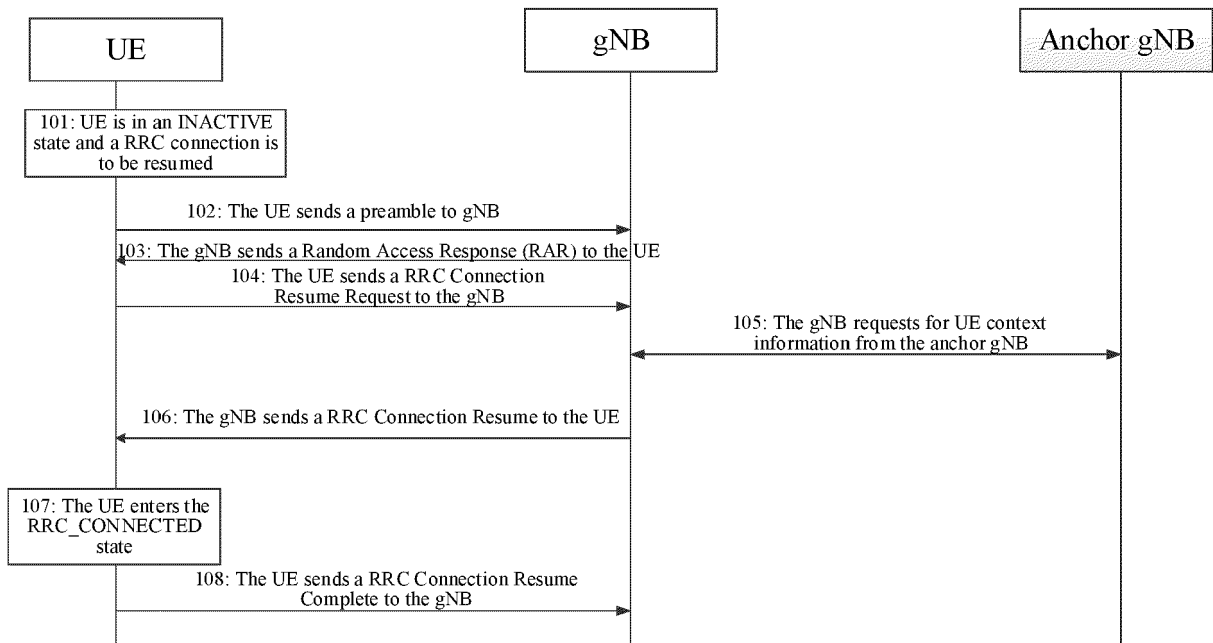 UE
gNB
Anchor gNB
101: UE is in an INACTIVE
state and a RRC connection is
to be resumed
102: The UE sends a preamble to gNB
103: The gNB sends a Random Access Response (RAR) to the UE
104: The UE sends a RRC Connection
Resume Request to the gNB
105: The gNB requests for UE context
information from the anchor gNB
106: The gNB sends a RRC Connection Resume to the UE
107: The UE enters the
RRC_CONNECTED
state
108: The UE sends a RRC Connection Resume
Complete to the gNB